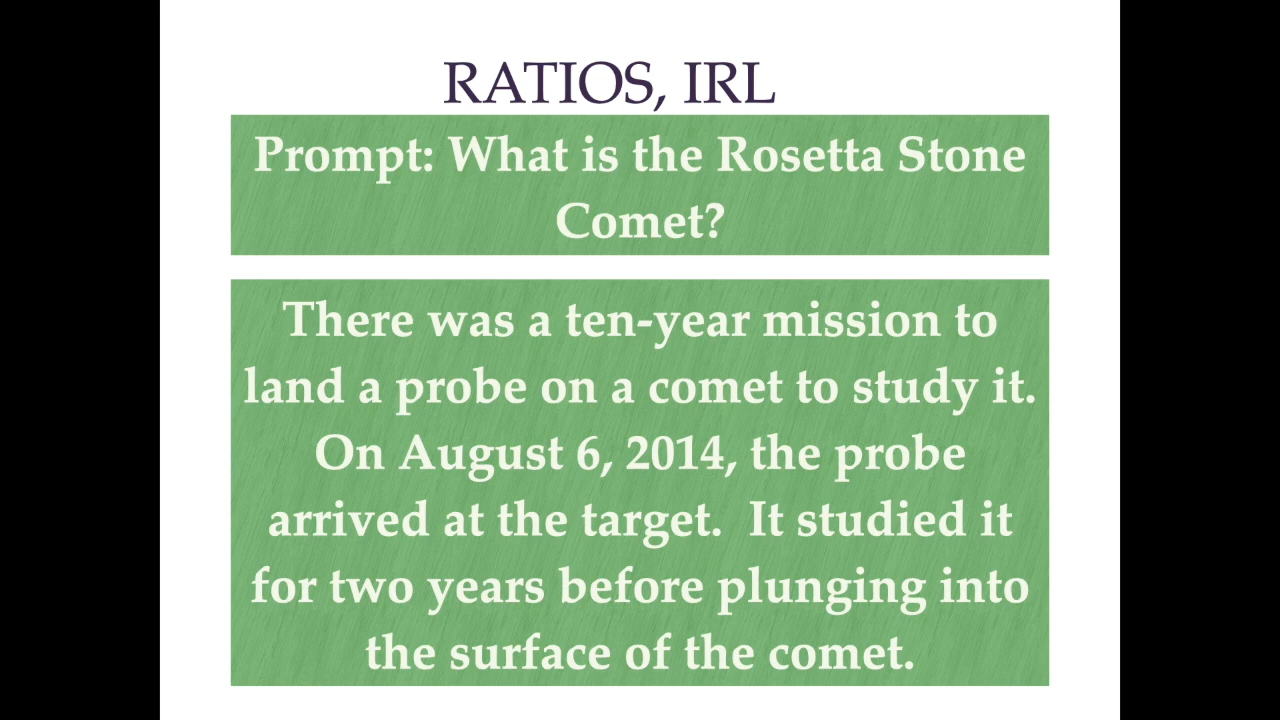 RATIOS, IRL
Prompt: What is the Rosetta Stone
Comet?
There was a ten-year mission to
land a probe on a comet to study it.
On August 6, 2014, the probe
arrived at the target.  It studied it
for two years before plunging into
the surface of the comet.